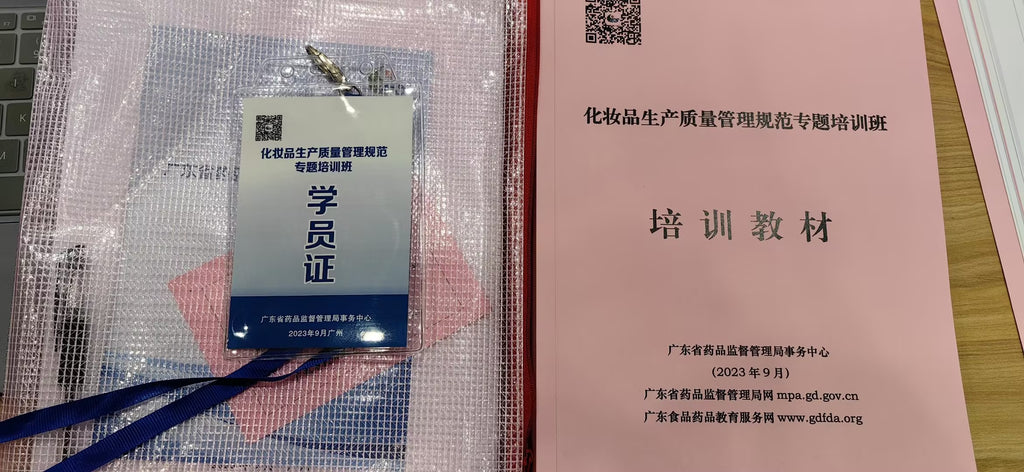 化妆品生产质量管理规范
专题培训班
学
员
证
广东省药品监督管理局事务中心
2023年9月广州
广东省
化妆品生产质量管理规范专题培训班
培训教材
广东省药品监督管理局事务中心
(2023年9月)
广东省药品监督管理局网 mpa.gd.gov.cn
广东食品药品教育服务网 www.gdfda.org